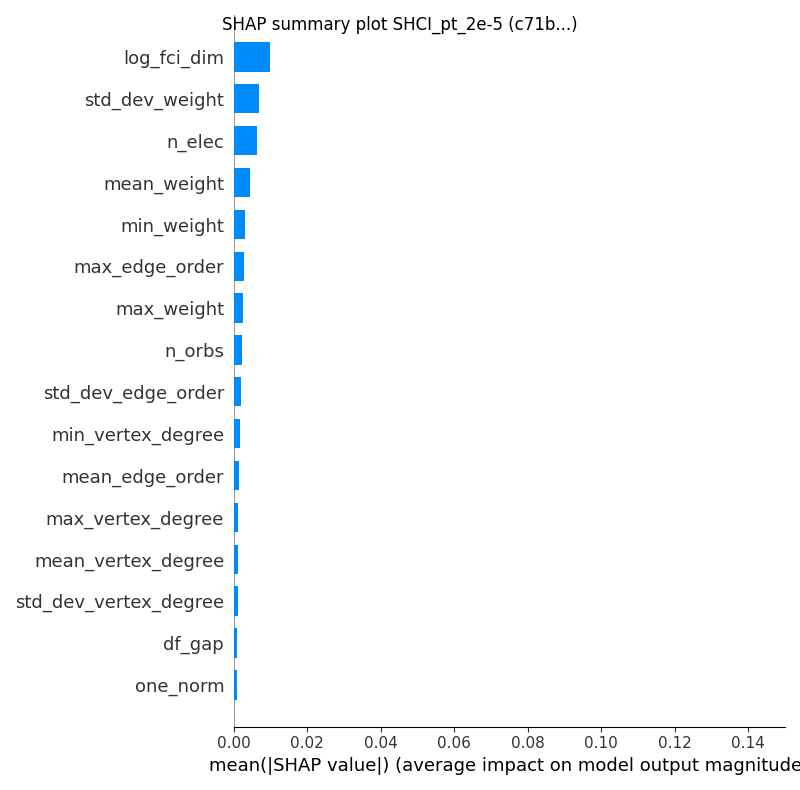 SHAP summary plot SHCI_pt_2e-5 (c71b...)
log_fci_dim
std_dev_weight
n_elec
mean_weight
min_weight
max_edge_order
max_weight
n_orbs
std_dev_edge_order
min_vertex_degree
mean_edge_order
max_vertex_degree
mean_vertex_degree
std_dev_vertex_degree
df_gap
one_norm
0.00 0.02 0.04 0.06 0.08 0.10 0.12 0.14
mean(|SHAP value|) (average impact on model output magnitude